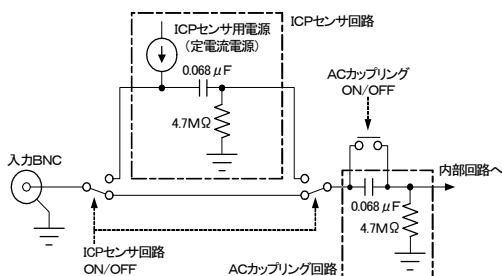 ICPセンサ回路
ICPセンサ用電源
(定電流電源)
0.068μF
4.7MΩ
ACカップリング
ON/OFF
入力BNC
内部回路へ
0.068μF
4.7MΩ
ICPセンサ回路
ON/OFF
ACカップリング回路